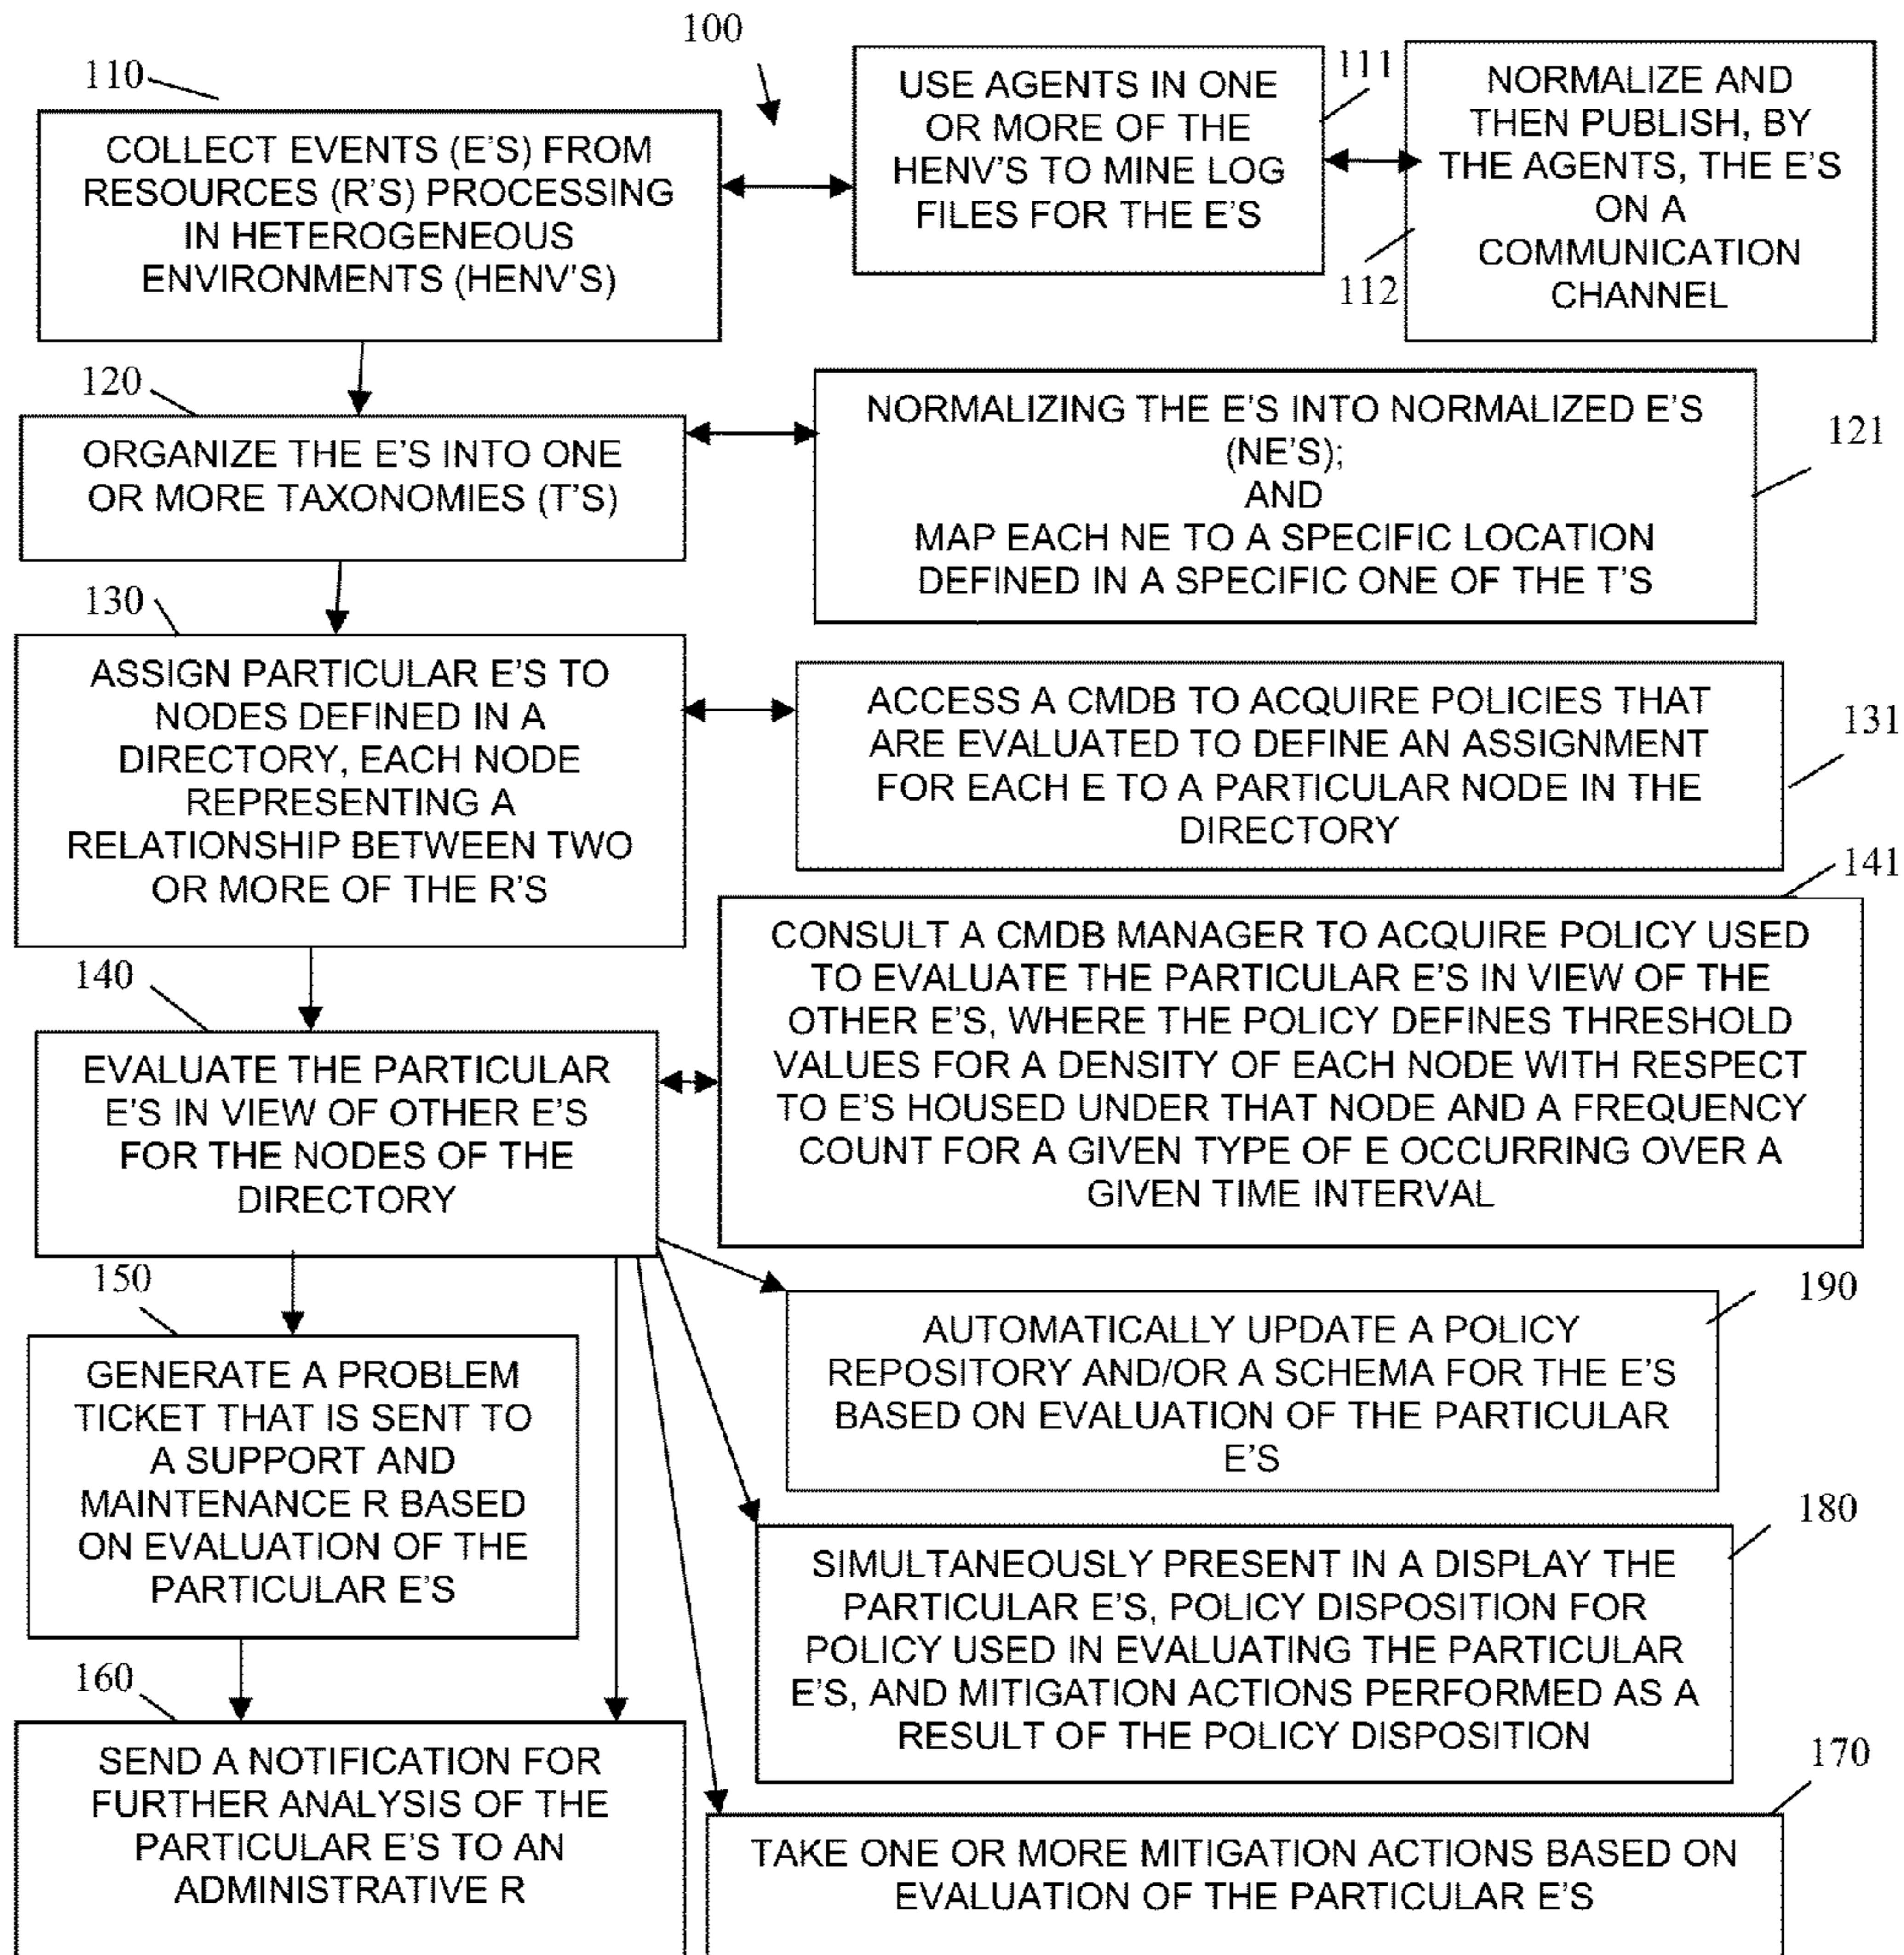 100
110
COLLECT EVENTS (E'S) FROM
RESOURCES (R'S) PROCESSING
IN HETEROGENEOUS
ENVIRONMENTS (HENV'S)
USE AGENTS IN ONE
OR MORE OF THE
HENV'S TO MINE LOG
FILES FOR THE E'S
111
NORMALIZE AND
THEN PUBLISH, BY
THE AGENTS, THE E'S
ON A
COMMUNICATION
CHANNEL
112
120
ORGANIZE THE E'S INTO ONE
OR MORE TAXONOMIES (T'S)
NORMALIZING THE E'S INTO NORMALIZED E'S
(NE'S);
AND
MAP EACH NE TO A SPECIFIC LOCATION
DEFINED IN A SPECIFIC ONE OF THE T'S
121
130
ASSIGN PARTICULAR E'S TO
NODES DEFINED IN A
DIRECTORY, EACH NODE
REPRESENTING A
RELATIONSHIP BETWEEN TWO
OR MORE OF THE R'S
ACCESS A CMDB TO ACQUIRE POLICIES THAT
ARE EVALUATED TO DEFINE AN ASSIGNMENT
FOR EACH E TO A PARTICULAR NODE IN THE
DIRECTORY
131
141
CONSULT A CMDB MANAGER TO ACQUIRE POLICY USED
TO EVALUATE THE PARTICULAR E'S IN VIEW OF THE
OTHER E'S, WHERE THE POLICY DEFINES THRESHOLD
VALUES FOR A DENSITY OF EACH NODE WITH RESPECT
TO E'S HOUSED UNDER THAT NODE AND A FREQUENCY
COUNT FOR A GIVEN TYPE OF E OCCURRING OVER A
GIVEN TIME INTERVAL
140
EVALUATE THE PARTICULAR
E'S IN VIEW OF OTHER E'S
FOR THE NODES OF THE
DIRECTORY
150
GENERATE A PROBLEM
TICKET THAT IS SENT TO
A SUPPORT AND
MAINTENANCE R BASED
ON EVALUATION OF THE
PARTICULAR E'S
190
AUTOMATICALLY UPDATE A POLICY
REPOSITORY AND/OR A SCHEMA FOR THE E'S
BASED ON EVALUATION OF THE PARTICULAR
E'S
180
SIMULTANEOUSLY PRESENT IN A DISPLAY THE
PARTICULAR E'S, POLICY DISPOSITION FOR
POLICY USED IN EVALUATING THE PARTICULAR
E'S, AND MITIGATION ACTIONS PERFORMED AS A
RESULT OF THE POLICY DISPOSITION
160
SEND A NOTIFICATION FOR
FURTHER ANALYSIS OF THE
PARTICULAR E'S TO AN
ADMINISTRATIVE R
170
TAKE ONE OR MORE MITIGATION ACTIONS BASED ON
EVALUATION OF THE PARTICULAR E'S